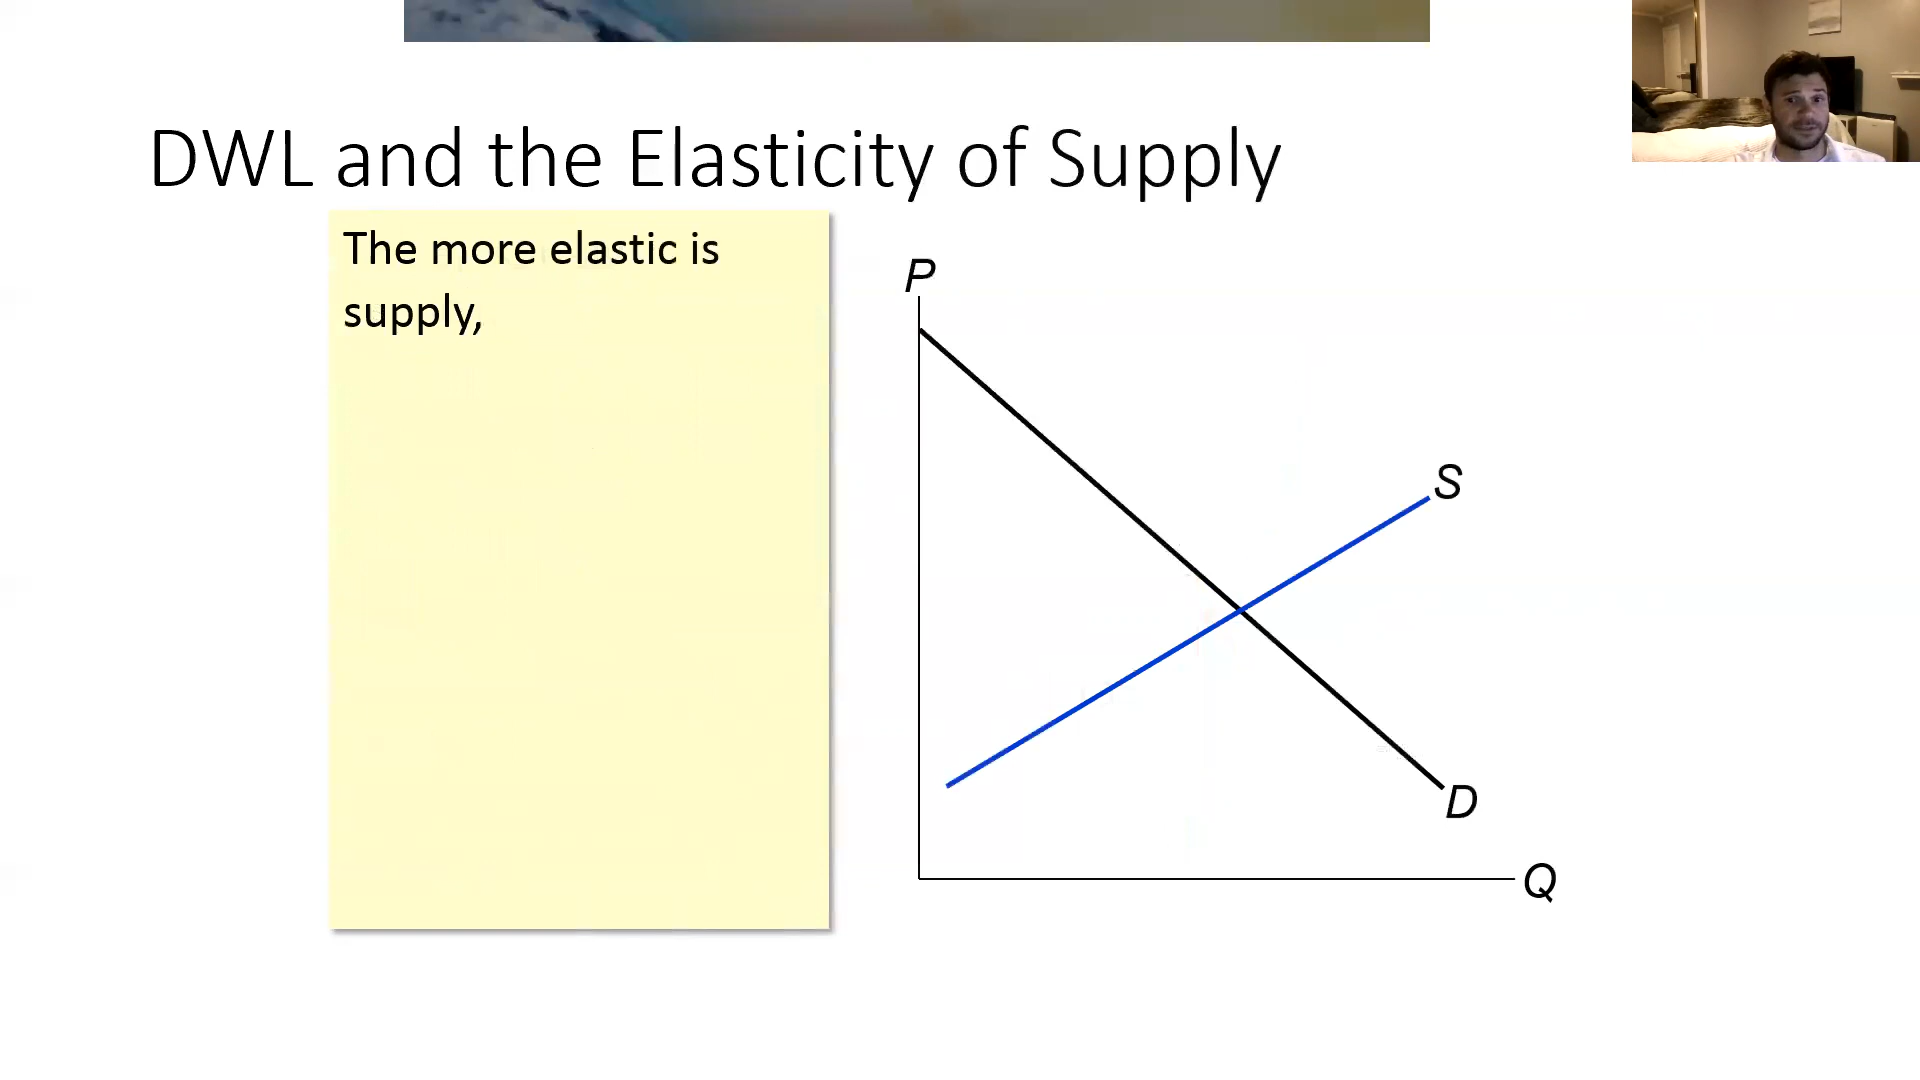 DWL and the Elasticity of Supply
The more elastic is
supply,
P
S
D
Q